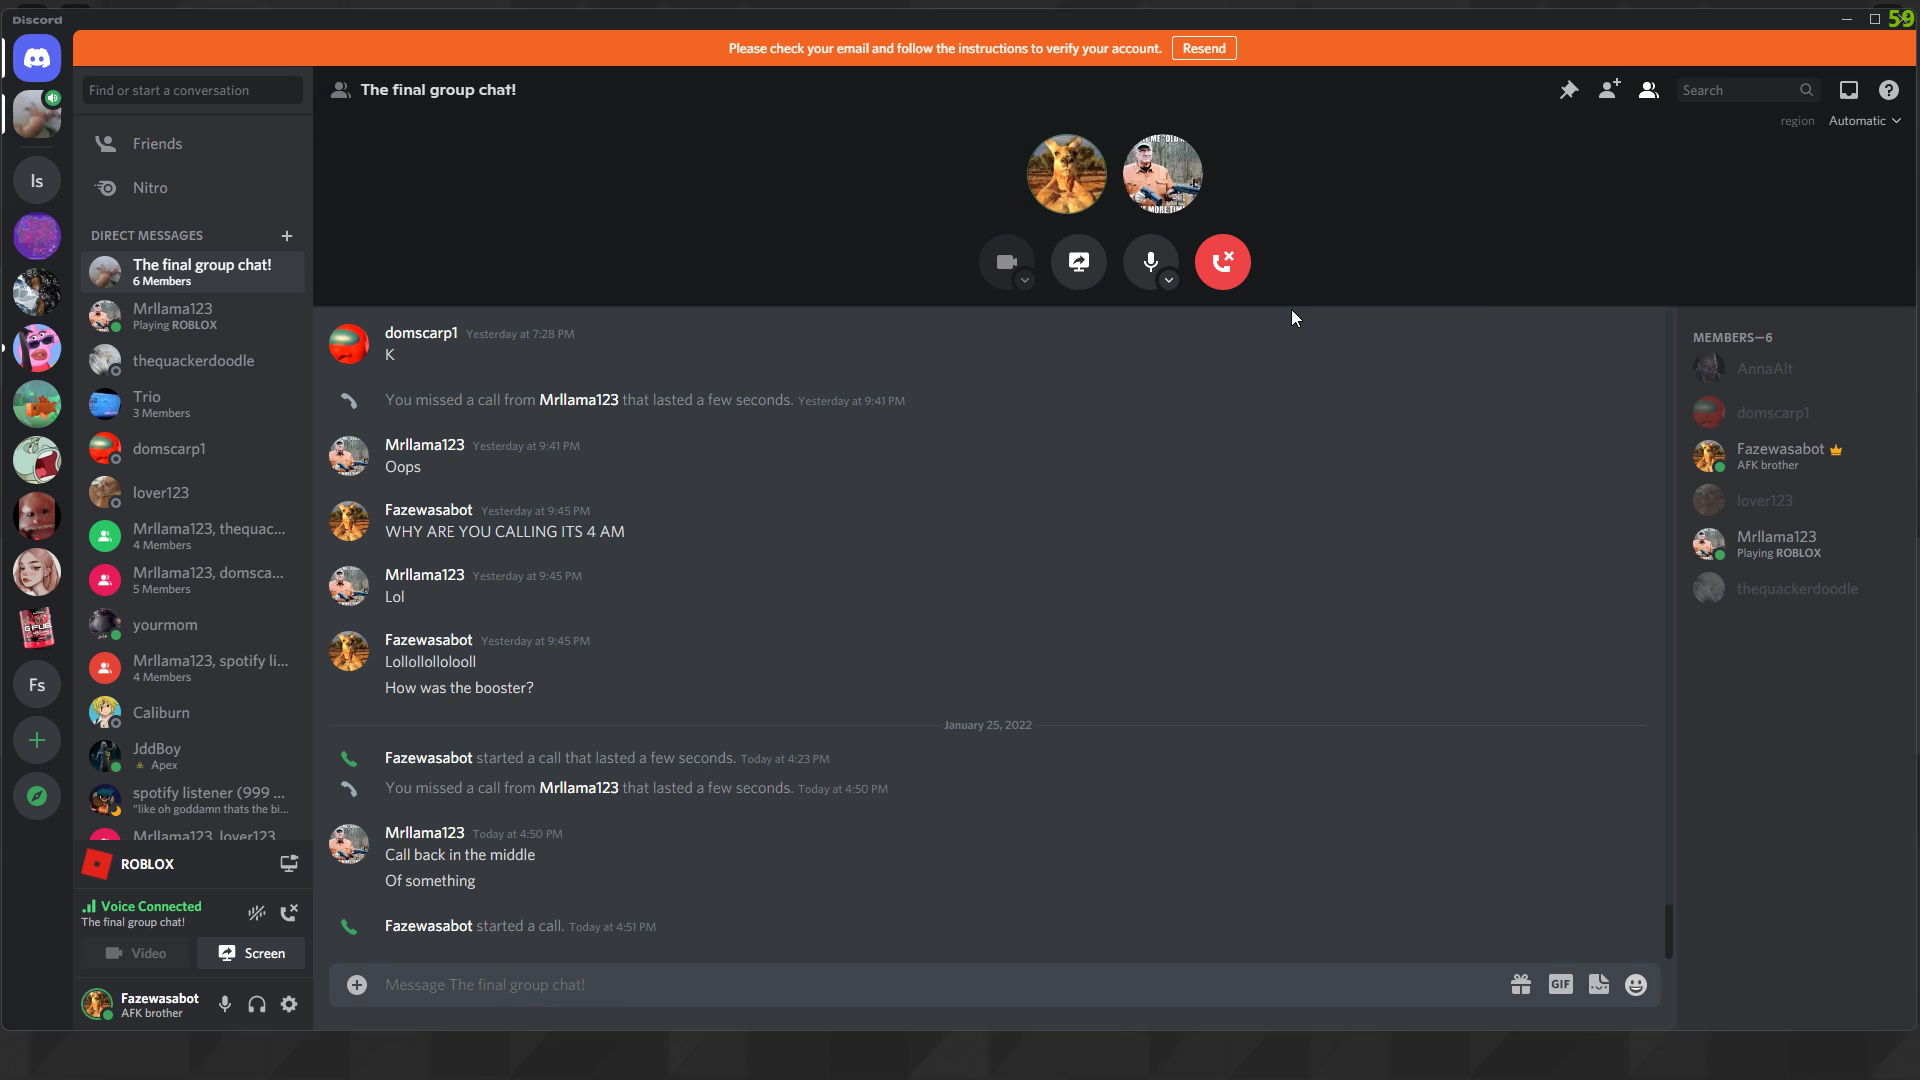 Discord
59
Please check your email and follow the instructions to verify your account.
Resend
Find or start a conversation
The final group chat!
Search
region Automatic
Friends
Nitro
DIRECT MESSAGES
The final group chat!
6 Members
Mrllama123
Playing ROBLOX
thequackerdoodle
Trio
3 Members
domscarp1
lover123
Mrllama123, thequac...
4 Members
Mrllama123, domsca...
5 Members
yourmom
Mrllama123, spotify li...
4 Members
Caliburn
JddBoy
Apex
spotify listener (999 ...
"like oh goddamn thats the bi...
Mrllama123, lover123
ROBLOX
Voice Connected
The final group chat!
Video
Screen
Fazewasabot
AFK brother
Is
Fs
G FUEL
MORE TIME
domscarp1 Yesterday at 7:28 PM
K
You missed a call from Mrllama123 that lasted a few seconds. Yesterday at 9:41 PM
Mrllama123 Yesterday at 9:41 PM
Oops
Fazewasabot Yesterday at 9:45 PM
WHY ARE YOU CALLING ITS 4 AM
Mrllama123 Yesterday at 9:45 PM
Lol
Fazewasabot Yesterday at 9:45 PM
Lollollollolooll
How was the booster?
January 25, 2022
Fazewasabot started a call that lasted a few seconds. Today at 4:23 PM
You missed a call from Mrllama123 that lasted a few seconds. Today at 4:50 PM
Mrllama123 Today at 4:50 PM
Call back in the middle
Of something
Fazewasabot started a call. Today at 4:51 PM
Message The final group chat!
GIF
MEMBERS—6
AnnaAlt
domscarp1
Fazewasabot
AFK brother
lover123
Mrllama123
Playing ROBLOX
thequackerdoodle